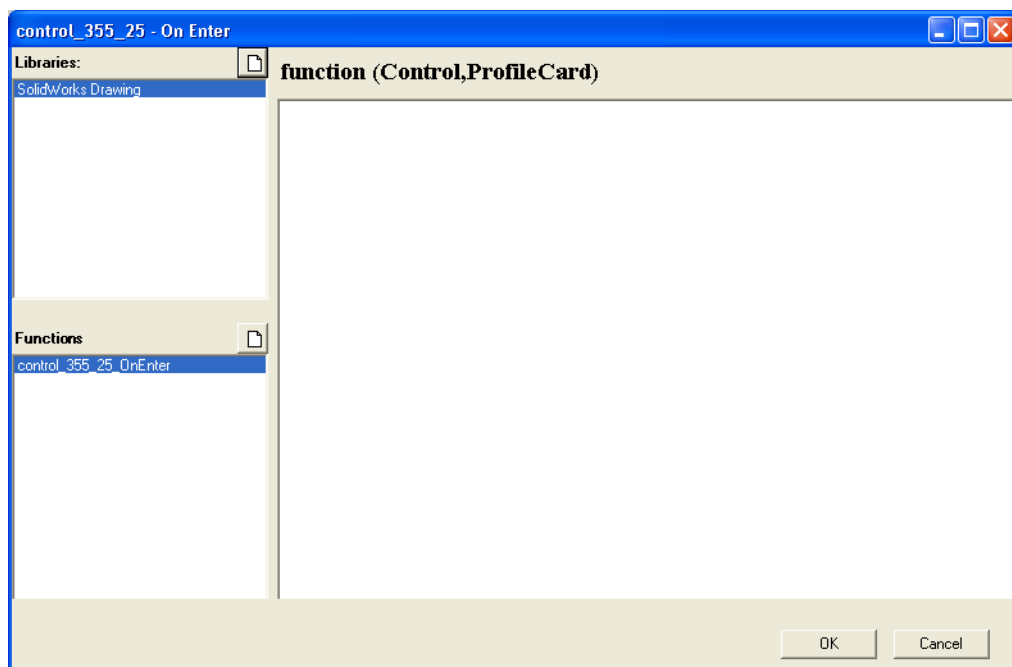 control_355_25 - On Enter
Libraries:
SolidWorks Drawing
function (Control,ProfileCard)
Functions
control_355_25_OnEnter
OK
Cancel